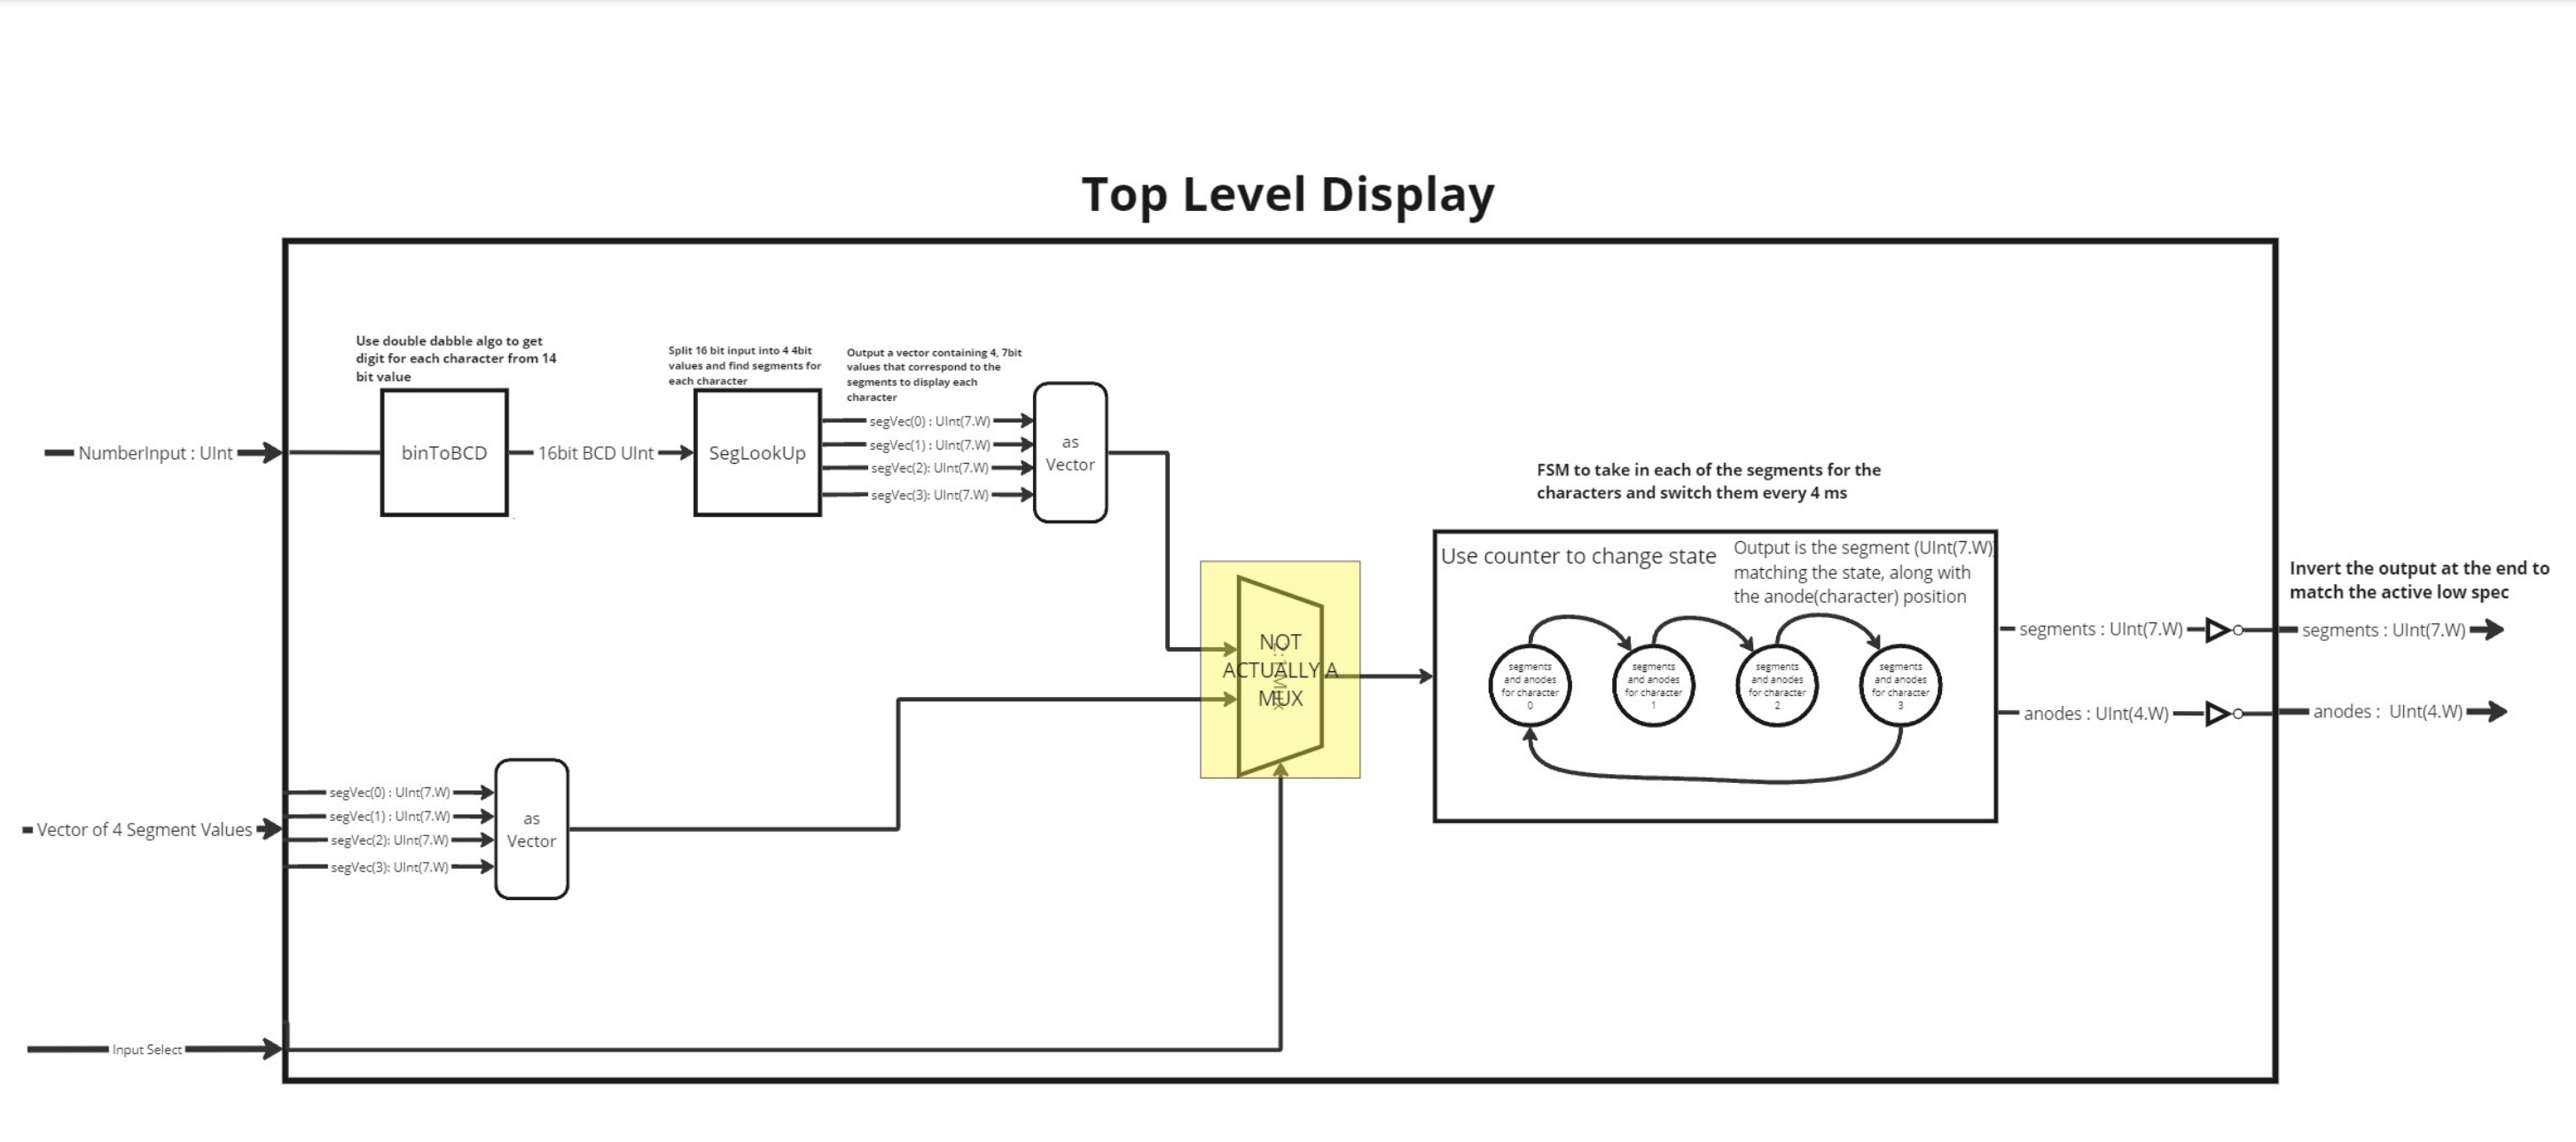 Top Level Display
Use double dabble algo to get
digit for each character from 14
bit value
Split 16 bit input into 4 4bit
values and find segments for
each character
Output a vector containing 4, 7bit
values that correspond to the
segments to display each
character
NumberInput : UInt
binToBCD
16bit BCD UInt
SegLookUp
segVec(0) : UInt(7.W)
segVec(1) : UInt(7.W)
segVec(2): UInt(7.W)
segVec(3): UInt(7.W)
as
Vector
FSM to take in each of the segments for the
characters and switch them every 4 ms
Use counter to change state
Output is the segment (UInt(7.W)
matching the state, along with
the anode(character) position
segments
and anodes
for character
0
segments
and anodes
for character
1
segments
and anodes
for character
2
segments
and anodes
for character
3
NOT
ACTUALLY A
MUX
Invert the output at the end to
match the active low spec
segments : UInt(7.W)
segments : UInt(7.W)
anodes : UInt(4.W)
anodes :  UInt(4.W)
Vector of 4 Segment Values
segVec(0) : UInt(7.W)
segVec(1) : UInt(7.W)
segVec(2): UInt(7.W)
segVec(3): UInt(7.W)
as
Vector
Input Select